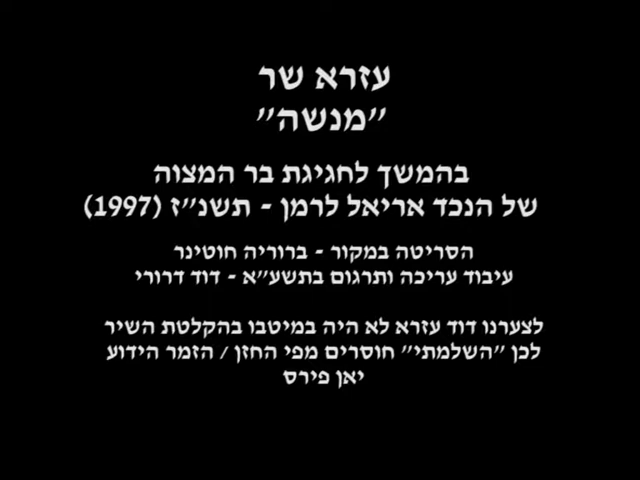 עזרא שר
"מנשה"
בהמשך לחגיגת בר המצוה
של הנכד אריאל לרמן - תשנ"ז (1997)
הסריטה במקור - ברוריה חוטינר
עיבוד עריכה ותרגום בתשע"א - דוד דרורי
לצערנו דוד עזרא לא היה במיטבו בהקלטת השיר
לכן "השלמתי" חוסרים מפי החזן / הזמר הידוע
יאן פירס